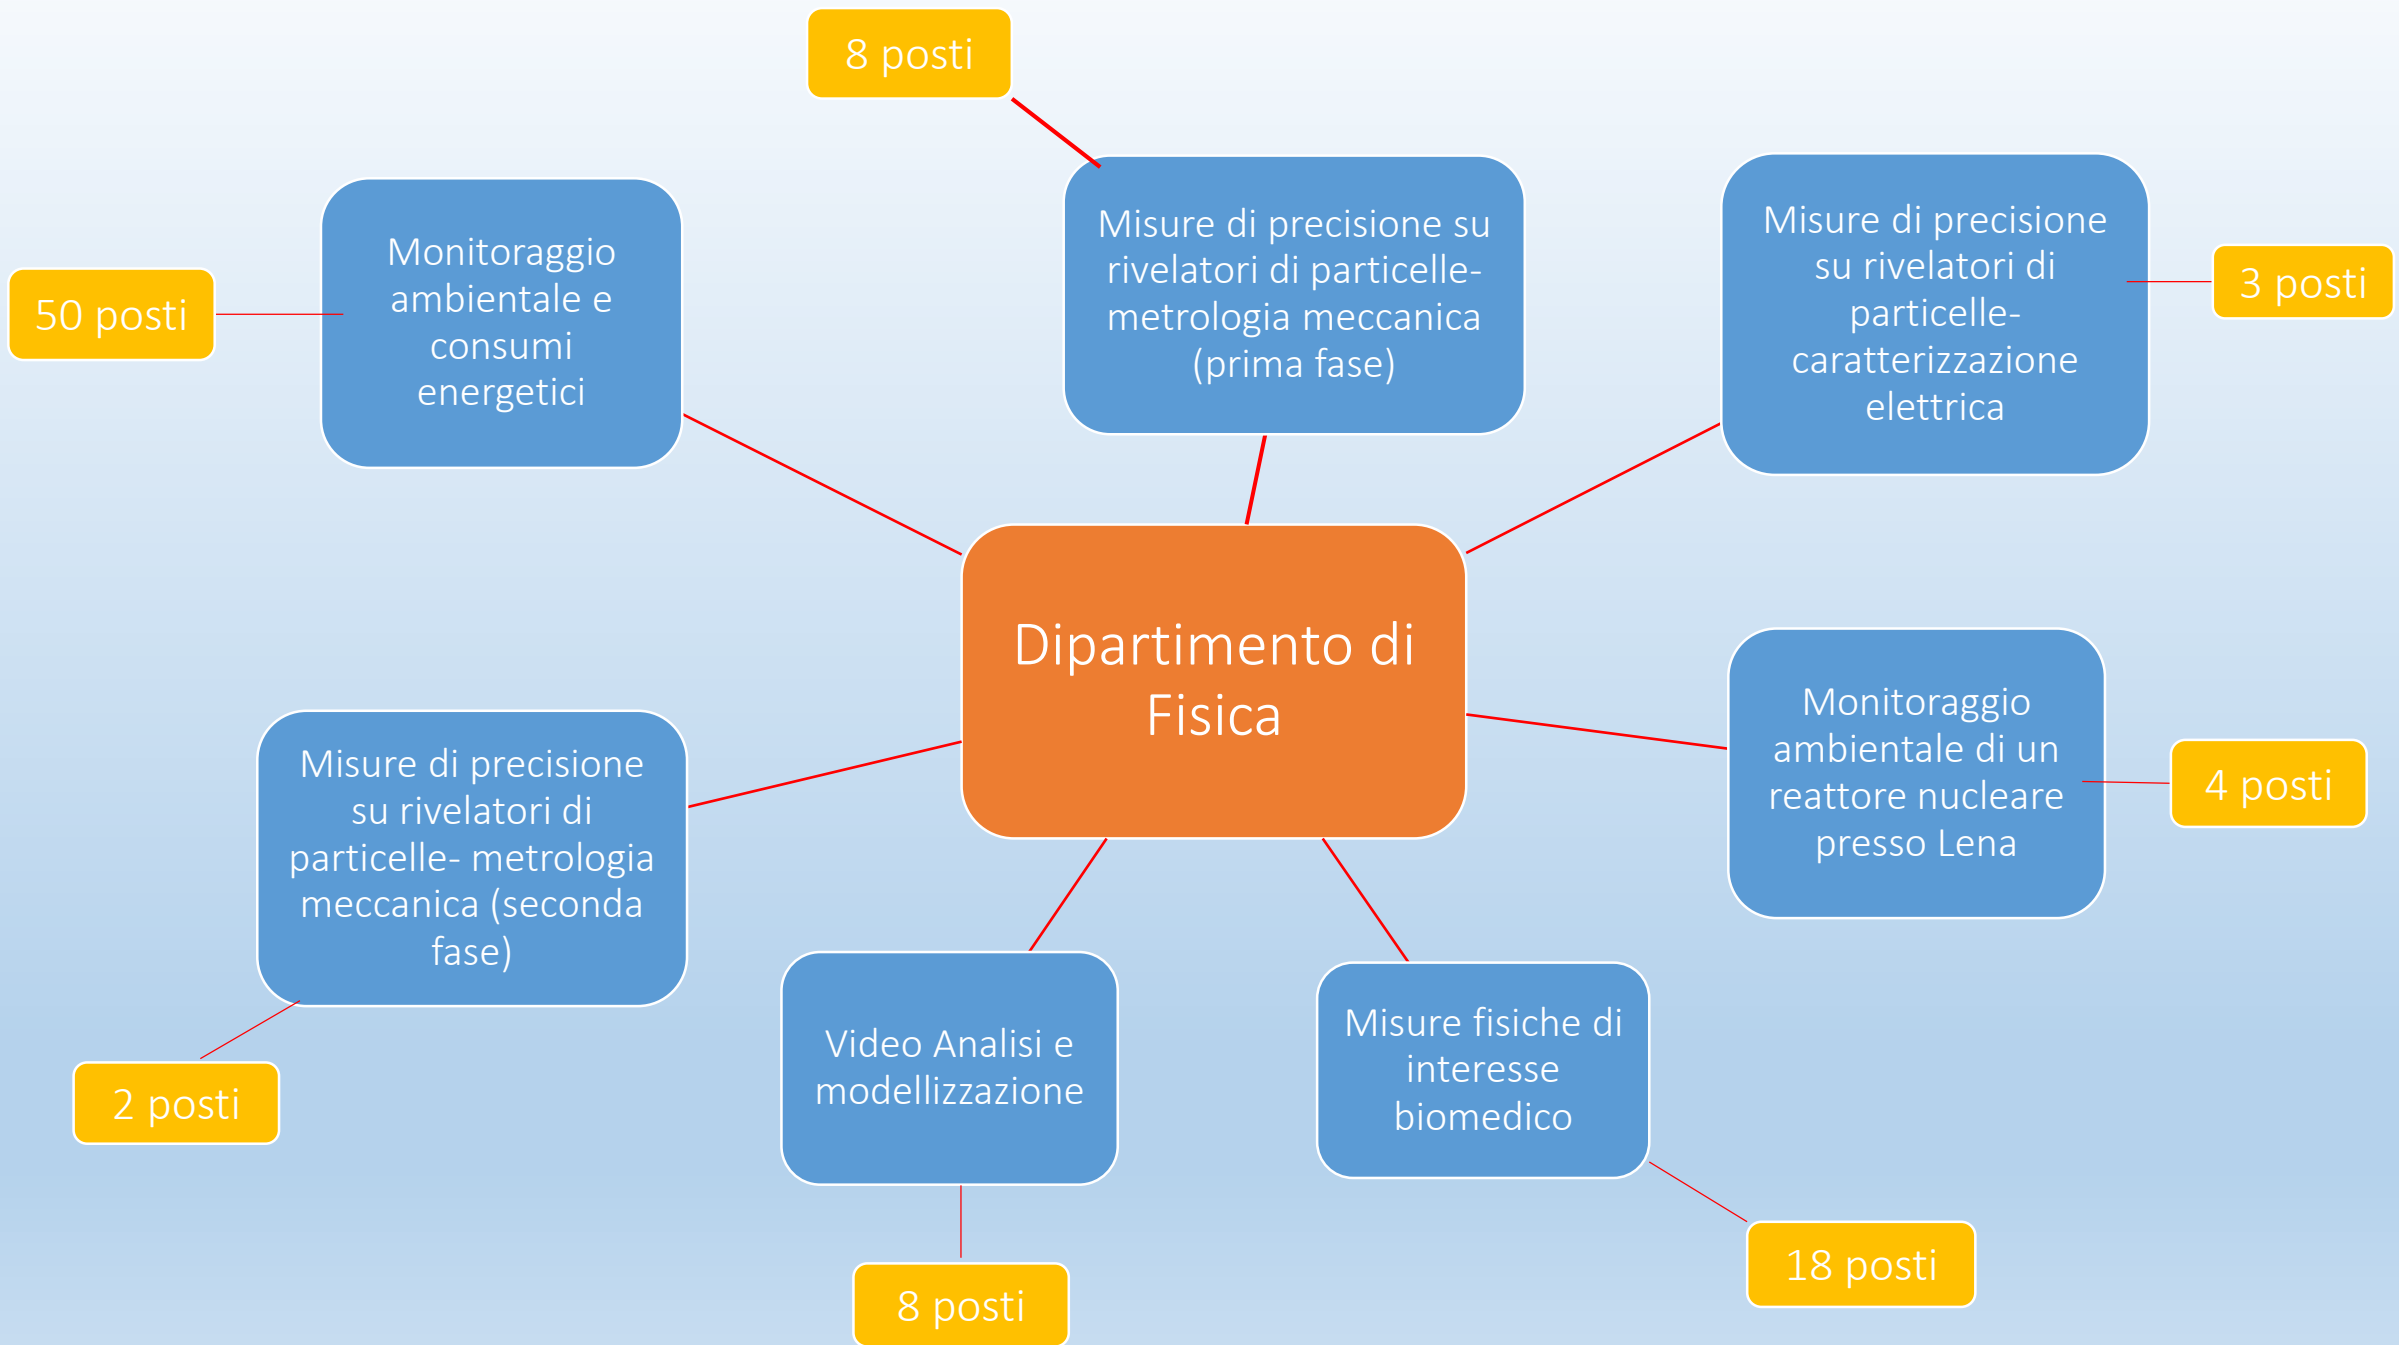 8 posti
Monitoraggio
ambientale e
consumi
energetici
50 posti
Misure di precisione su
rivelatori di particelle-
metrologia meccanica
(prima fase)
Misure di precisione
su rivelatori di
particelle-
caratterizzazione
elettrica
3 posti
Dipartimento di
Fisica
Misure di precisione
su rivelatori di
particelle- metrologia
meccanica (seconda
fase)
2 posti
Monitoraggio
ambientale di un
reattore nucleare
presso Lena
4 posti
Video Analisi e
modellizzazione
8 posti
Misure fisiche di
interesse
biomedico
18 posti